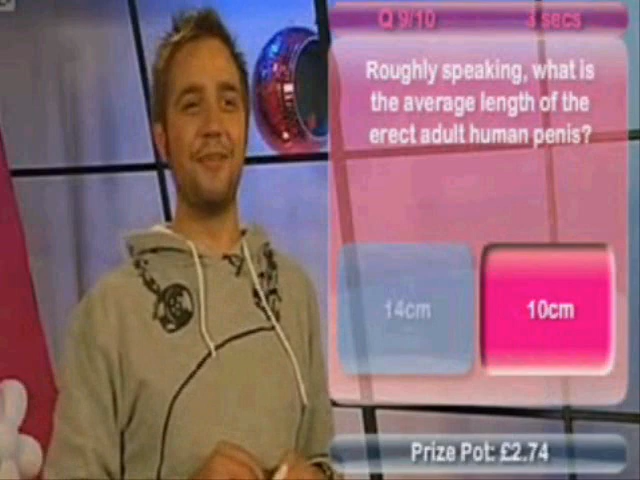 Q 9/10
3 secs
Roughly speaking, what is
the average length of the
erect adult human penis?
14cm
10cm
Prize Pot: £2.74